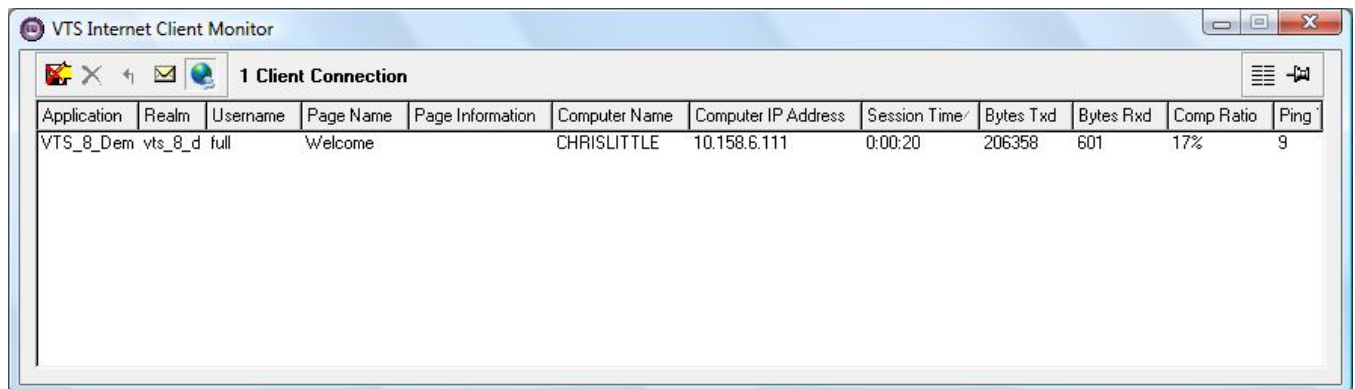 VTS Internet Client Monitor
1 Client Connection
Application Realm Username Page Name Page Information Computer Name Computer IP Address Session Time Bytes Txd Bytes Rxd Comp Ratio Ping
VTS_8_Dem vts_8_d full Welcome CHRISLITTLE 10.158.6.111 0:00:20 206358 601 17% 9